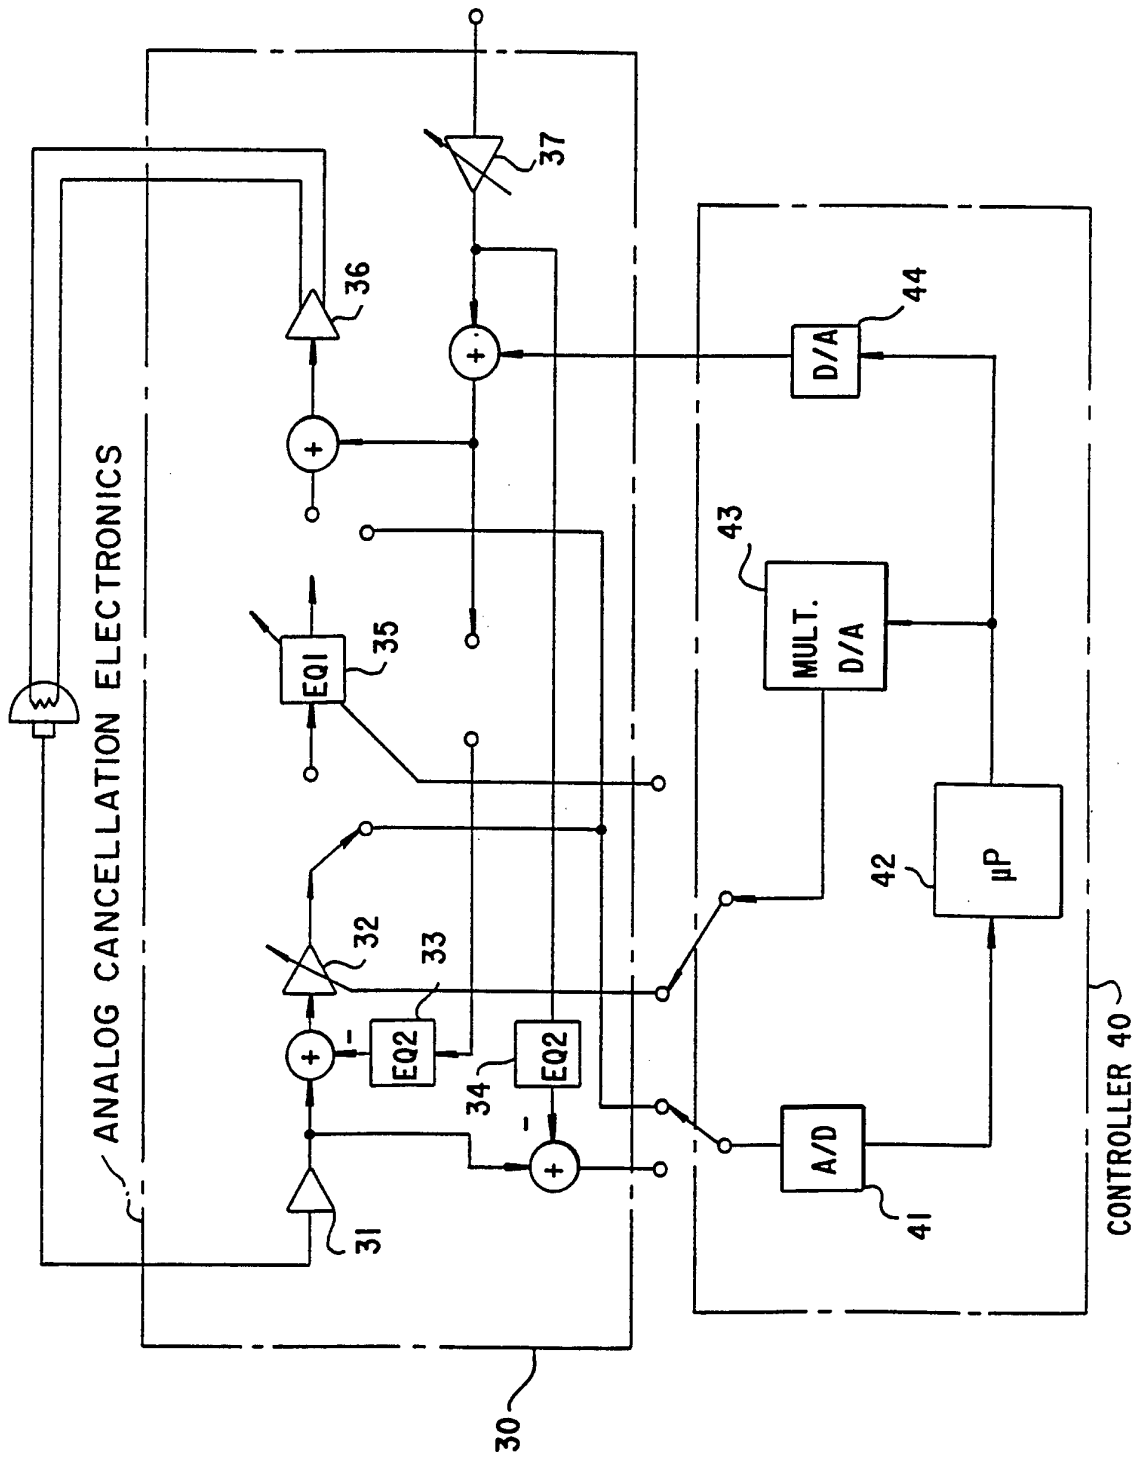 ANALOG CANCELLATION ELECTRONICS
31
32
EQ2
33
EQ2
34
EQ1
35
36
37
30
A/D
41
µP
42
MULT.
D/A
43
D/A
44
CONTROLLER 40
+
+
+
+
-
-